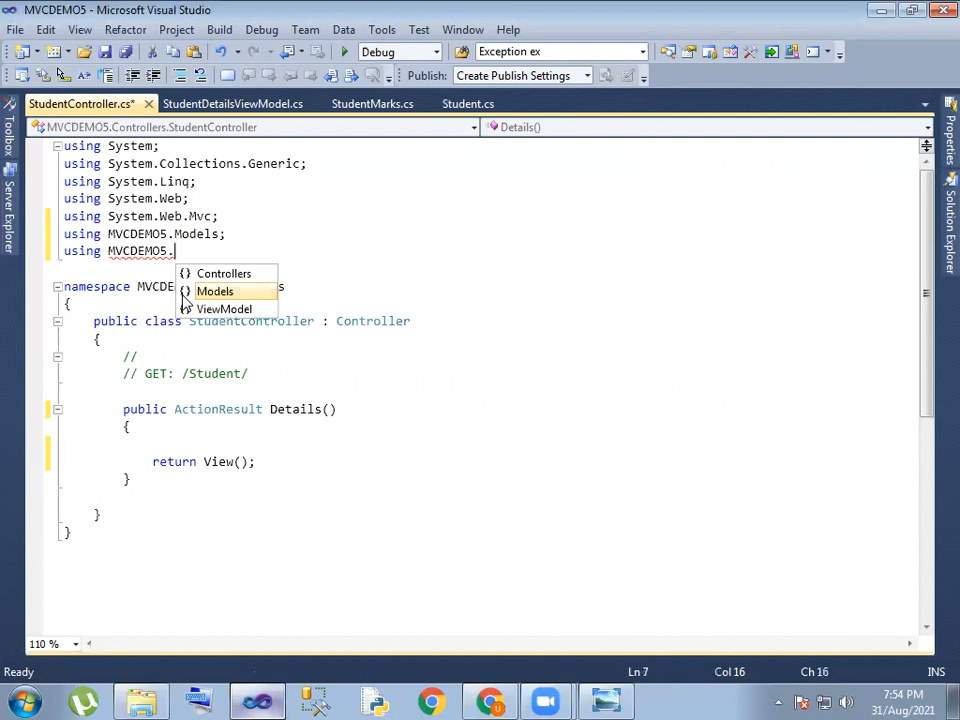 MVCDEMO5 - Microsoft Visual Studio
File Edit View Refactor Project Build Debug Team Data Tools Test Window Help
Debug Exception ex
Publish: Create Publish Settings
StudentController.cs* StudentDetailsViewModel.cs StudentMarks.cs Student.cs
MVCDEMO5.Controllers.StudentController Details()
using System;
using System.Collections.Generic;
using System.Linq;
using System.Web;
using System.Web.Mvc;
using MVCDEMO5.Models;
using MVCDEMO5.
Controllers
namespace MVCDE s
Models
{
ViewModel
public class StudentController : Controller
{
//
// GET: /Student/
public ActionResult Details()
{
return View();
}
}
}
Toolbox
Server Explorer
Properties
Solution Explorer
110 %
Ready Ln 7 Col 16 Ch 16 INS
7:54 PM
31/Aug/2021